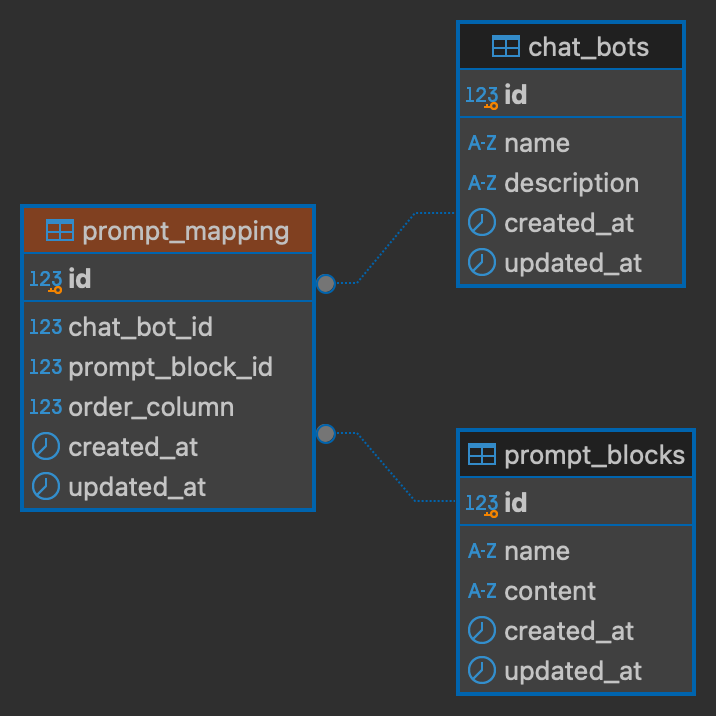 chat_bots
123 id
A-Z name
A-Z description
created_at
updated_at
prompt_mapping
123 id
123 chat_bot_id
123 prompt_block_id
123 order_column
created_at
updated_at
prompt_blocks
123 id
A-Z name
A-Z content
created_at
updated_at